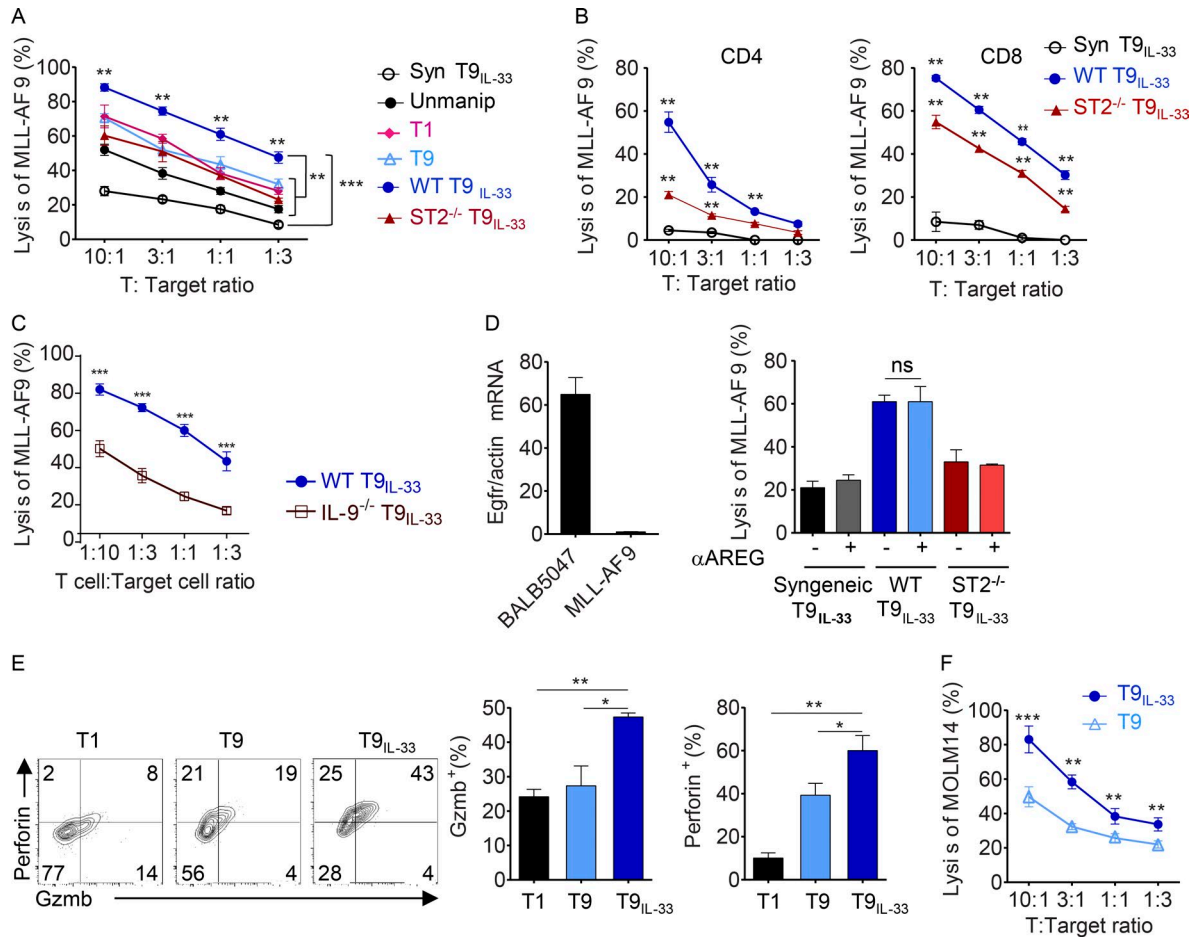 A
Lysis of MLL-AF 9 (%)
100
80
60
40
20
0
**
**
**
**
**
***
10:1 3:1 1:1 1:3
T: Target ratio
Syn T9IL-33
Unmanip
T1
T9
WT T9 IL-33
ST2-/- T9IL-33
B
Lysis of MLL-AF 9 (%)
CD4
80
60
40
20
0
**
**
**
**
**
10:1 3:1 1:1 1:3
T: Target ratio
Lysis of MLL-AF 9 (%)
CD8
80
60
40
20
0
**
**
**
**
**
**
**
**
10:1 3:1 1:1 1:3
T: Target ratio
Syn T9IL-33
WT T9IL-33
ST2-/- T9IL-33
C
Lysis of MLL-AF9 (%)
100
80
60
40
20
0
***
***
***
***
1:10 1:3 1:1 1:3
T cell:Target cell ratio
WT T9IL-33
IL-9-/- T9IL-33
D
Egfr/actin mRNA
80
60
40
20
0
BALB5047
MLL-AF9
Lysis of MLL-AF 9 (%)
80
60
40
20
0
ns
αAREG - + - + - +
Syngeneic WT ST2-/-
T9IL-33 T9IL-33 T9IL-33
E
T1 T9 T9IL-33
2 8 21 19 25 43
77 14 56 4 28 4
Perforin
Gzmb
Gzmb+(%)
50
40
30
20
10
0
**
*
T1 T9 T9IL-33
Perforin +(%)
80
60
40
20
0
**
*
T1 T9 T9IL-33
F
Lysis of MOLM14 (%)
100
80
60
40
20
0
T9IL-33
T9
***
**
**
**
10:1 3:1 1:1 1:3
T:Target ratio